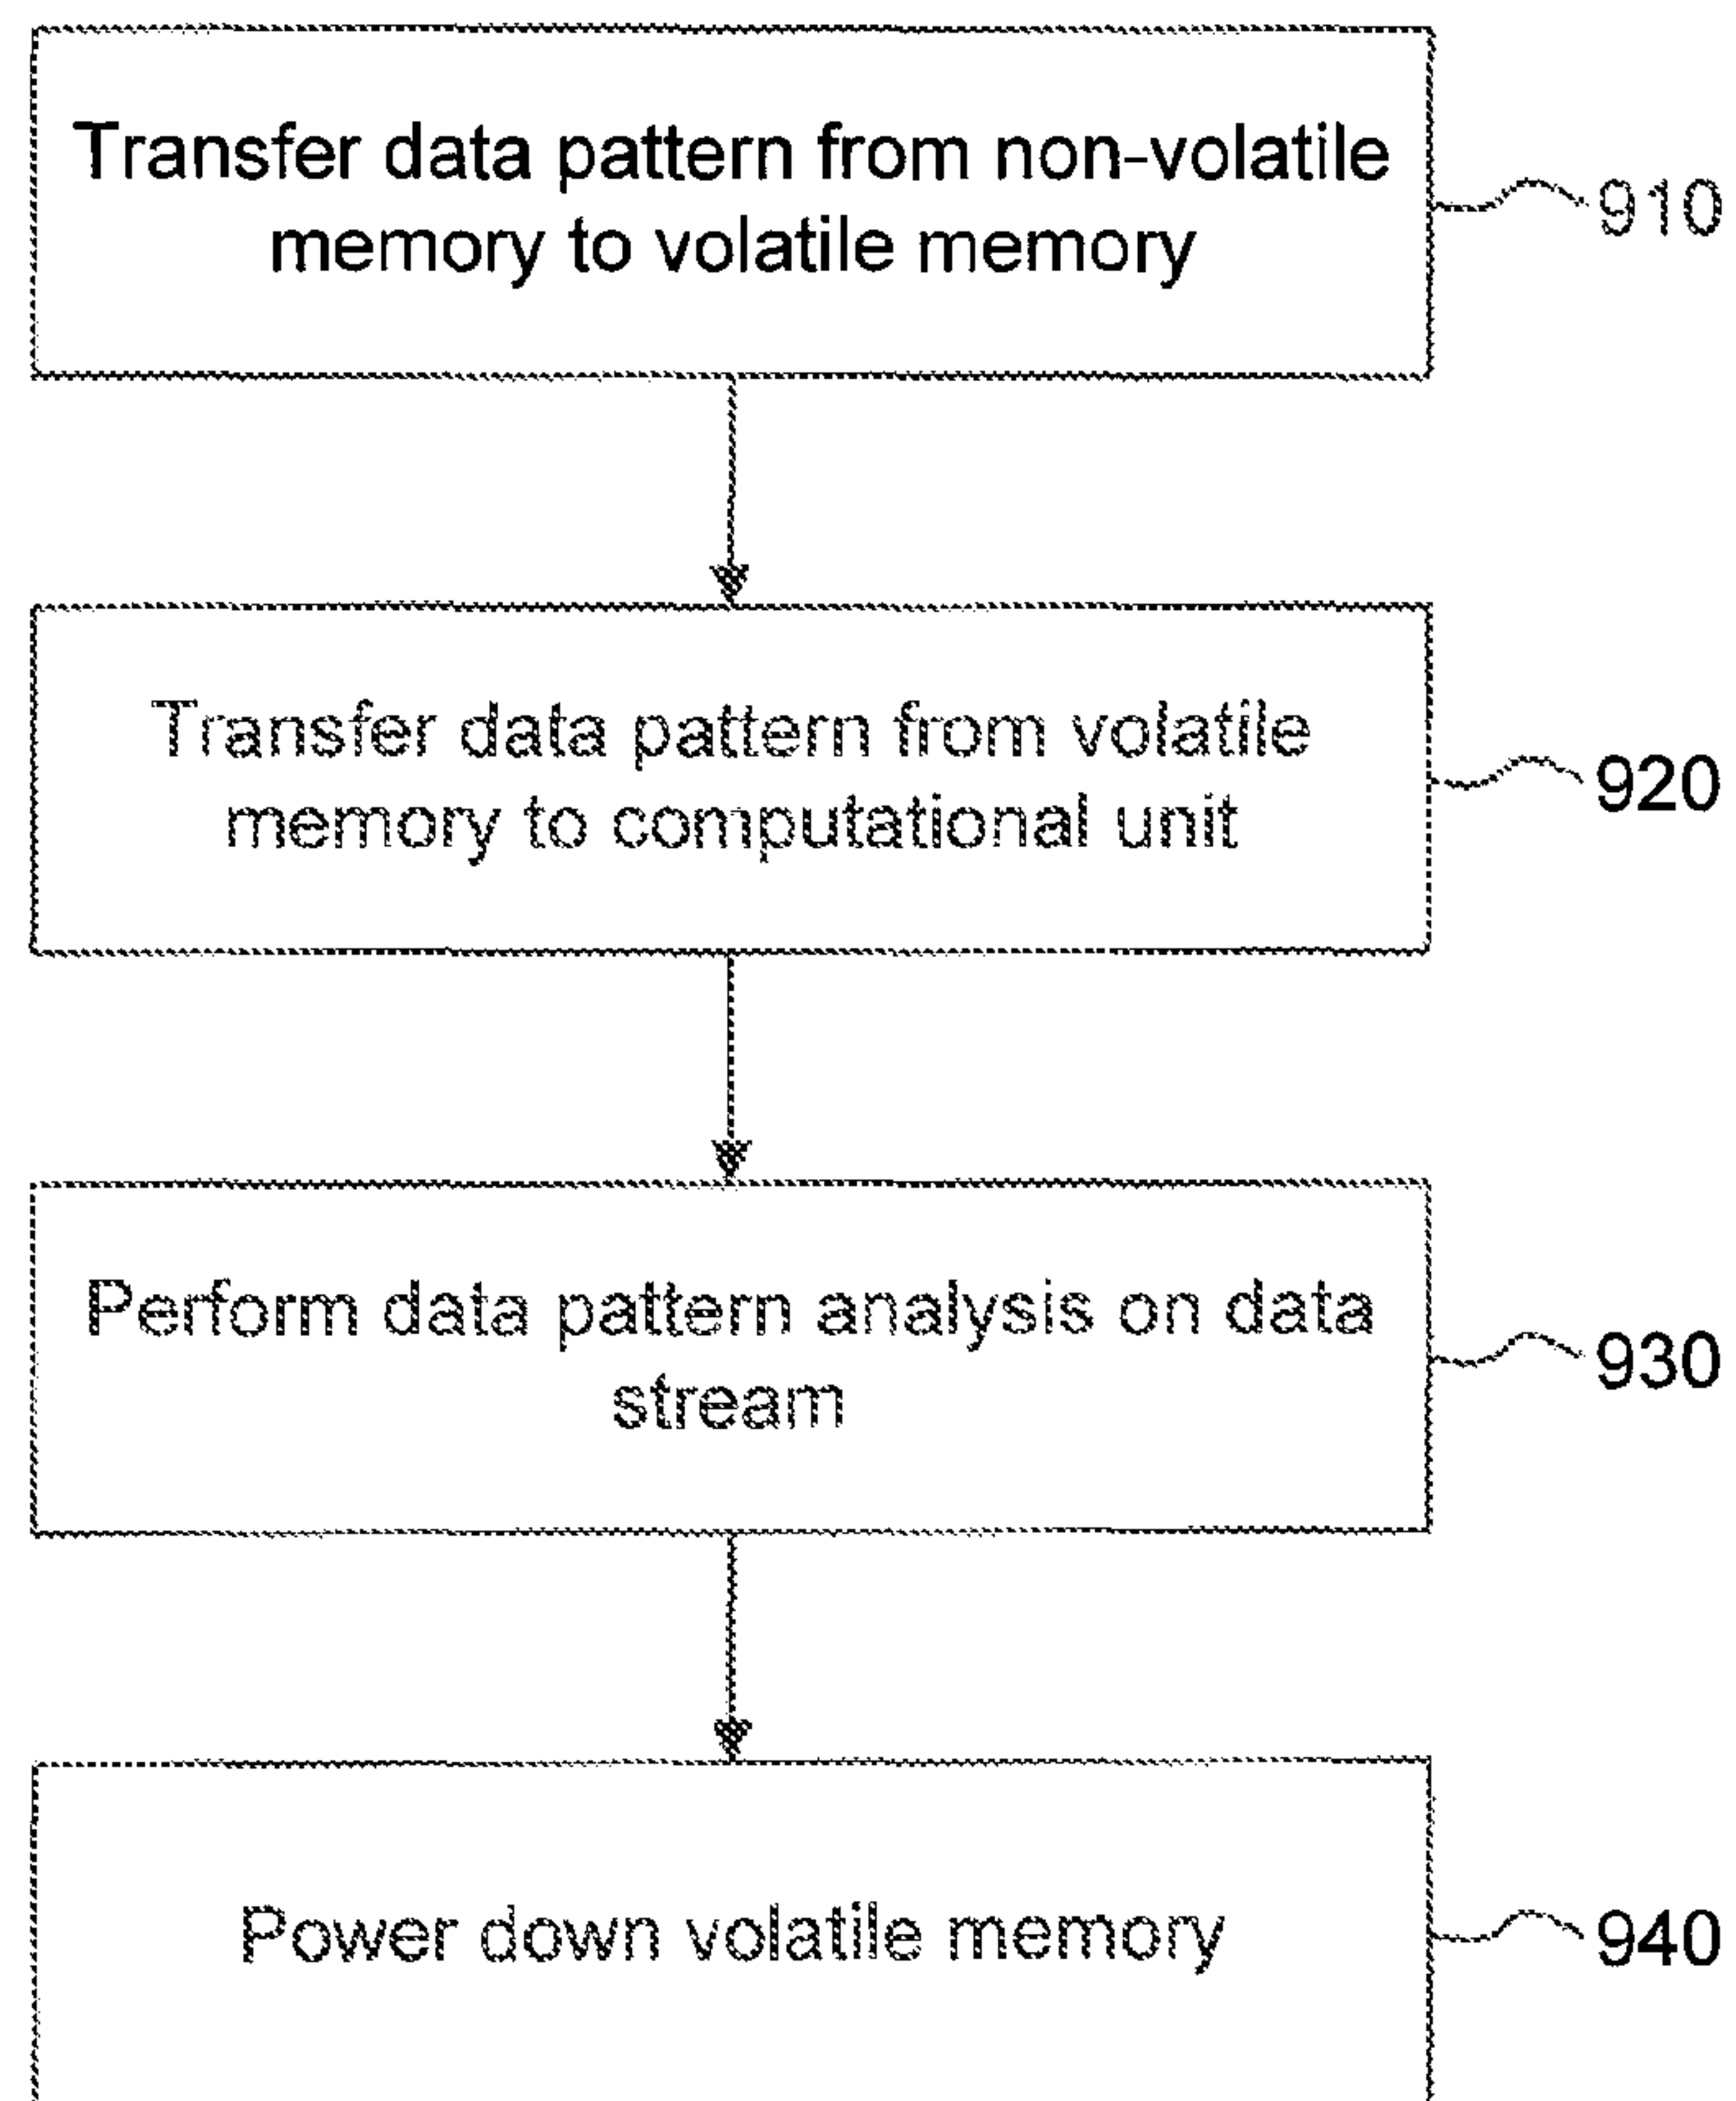 Transfer data pattern from non-volatile
memory to volatile memory
910
Transfer data pattern from volatile
memory to computational unit
920
Perform data pattern analysis on data
stream
930
Power down volatile memory
940